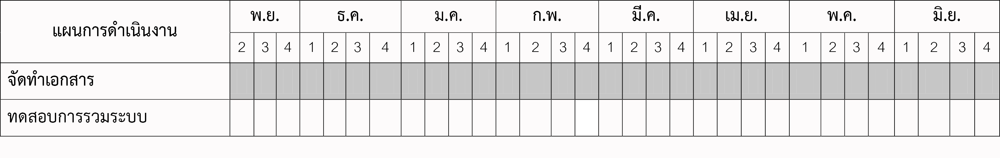 แผนการดำเนินงาน พ.ย. ธ.ค. ม.ค. ก.พ. มี.ค. เม.ย. พ.ค. มิ.ย.
2 3 4 1 2 3 4 1 2 3 4 1 2 3 4 1 2 3 4 1 2 3 4 1 2 3 4 1 2 3 4
จัดทำเอกสาร
ทดสอบการรวมระบบ